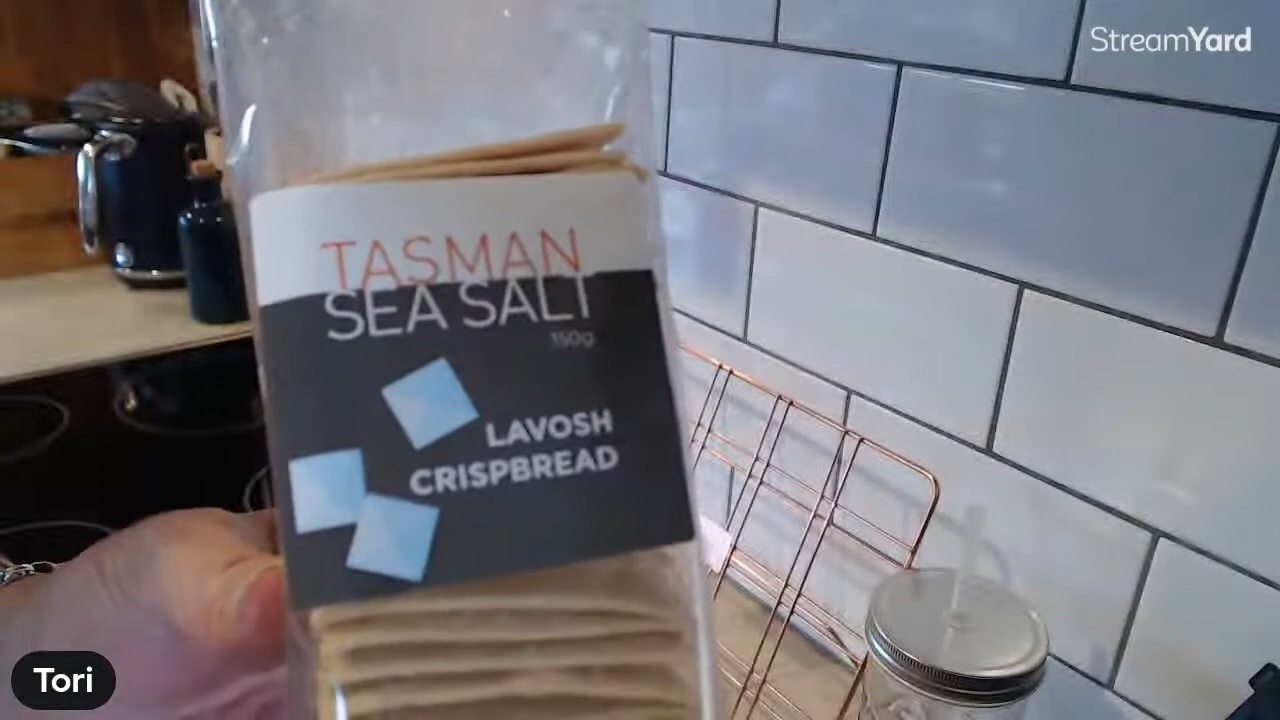 StreamYard
TASMAN
SEA SALT
150g
LAVOSH
CRISPBREAD
Tori